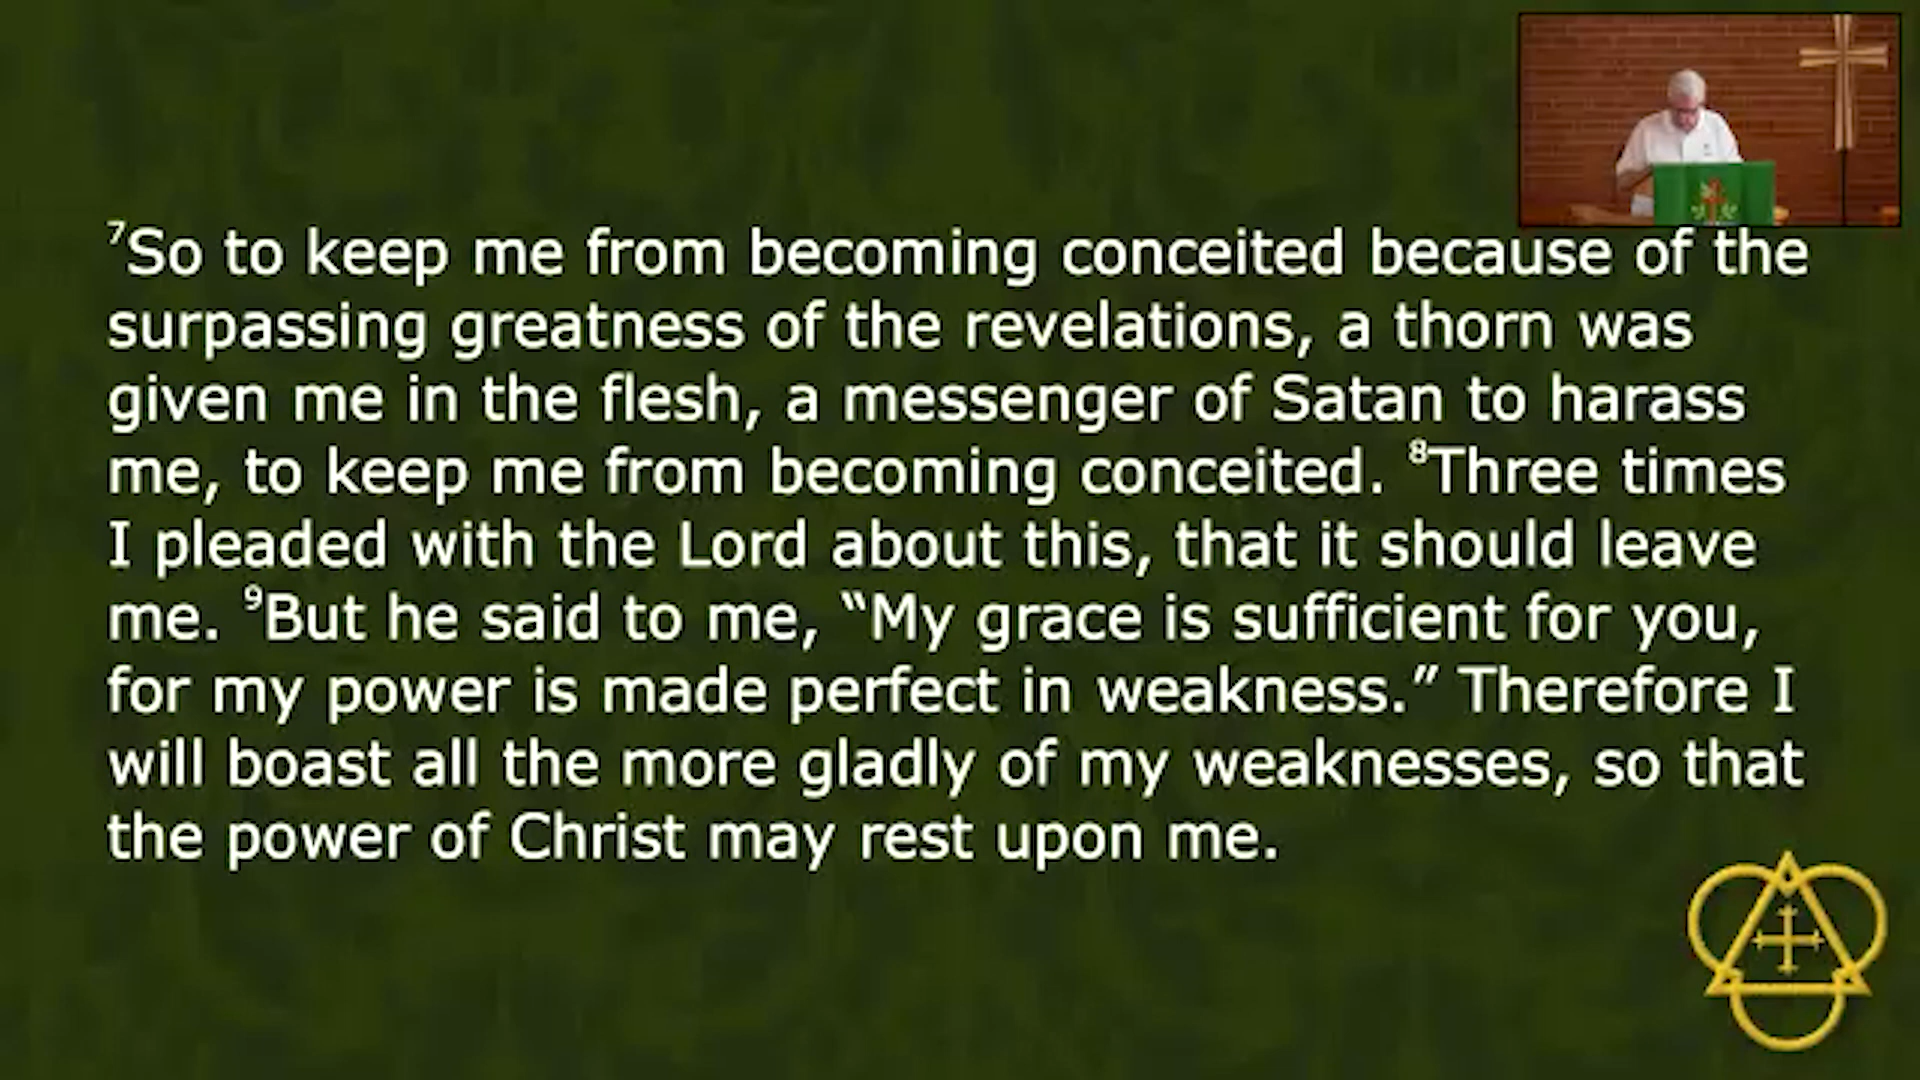 ⁷So to keep me from becoming conceited because of the
surpassing greatness of the revelations, a thorn was
given me in the flesh, a messenger of Satan to harass
me, to keep me from becoming conceited. ⁸Three times
I pleaded with the Lord about this, that it should leave
me. ⁹But he said to me, “My grace is sufficient for you,
for my power is made perfect in weakness.” Therefore I
will boast all the more gladly of my weaknesses, so that
the power of Christ may rest upon me.